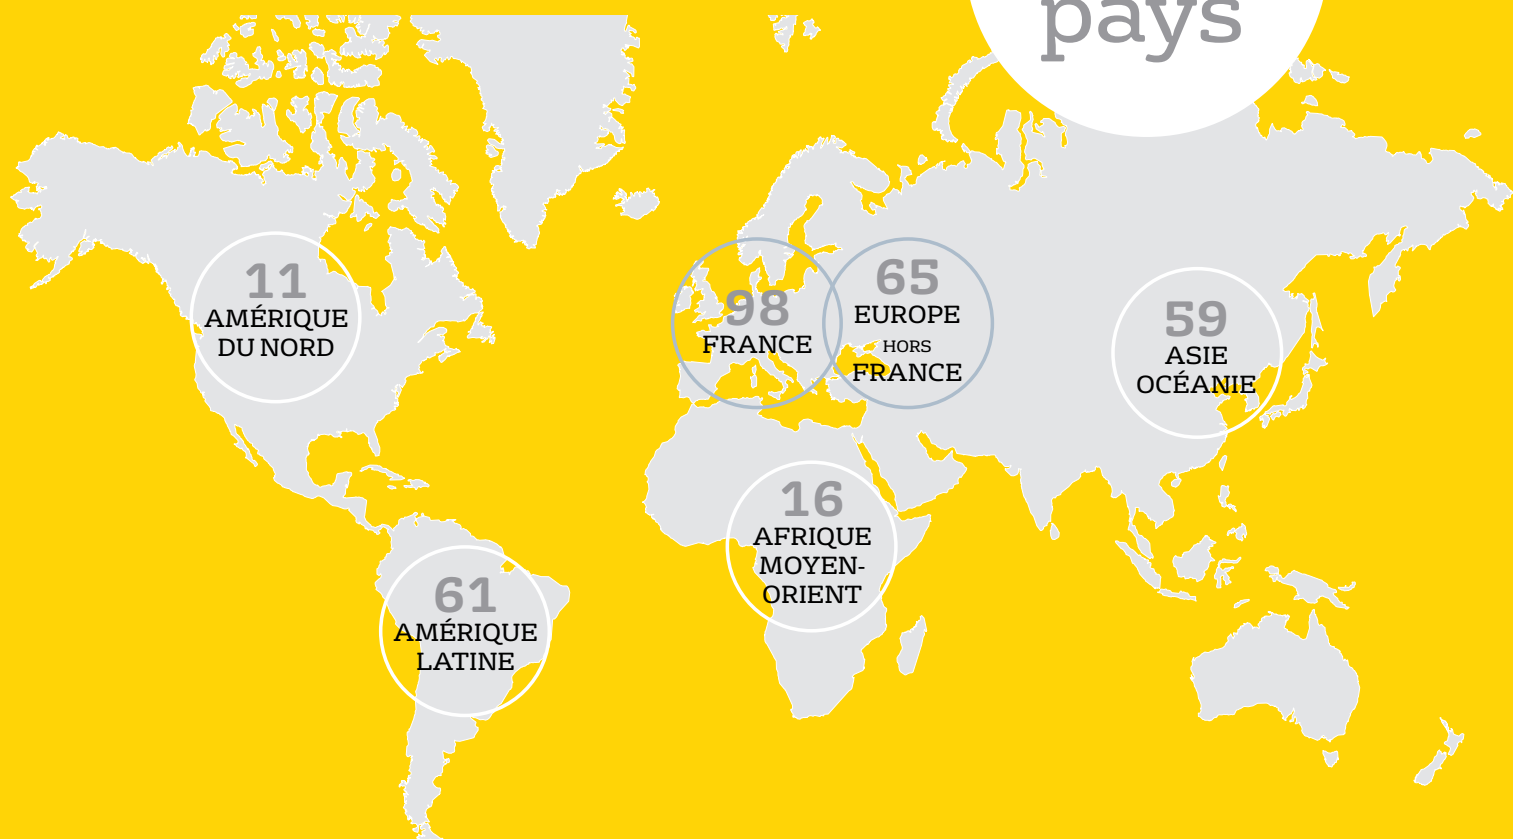 pays
11
AMÉRIQUE
DU NORD
98
FRANCE
65
EUROPE
HORS
FRANCE
59
ASIE
OCÉANIE
16
AFRIQUE
MOYEN-
ORIENT
61
AMÉRIQUE
LATINE